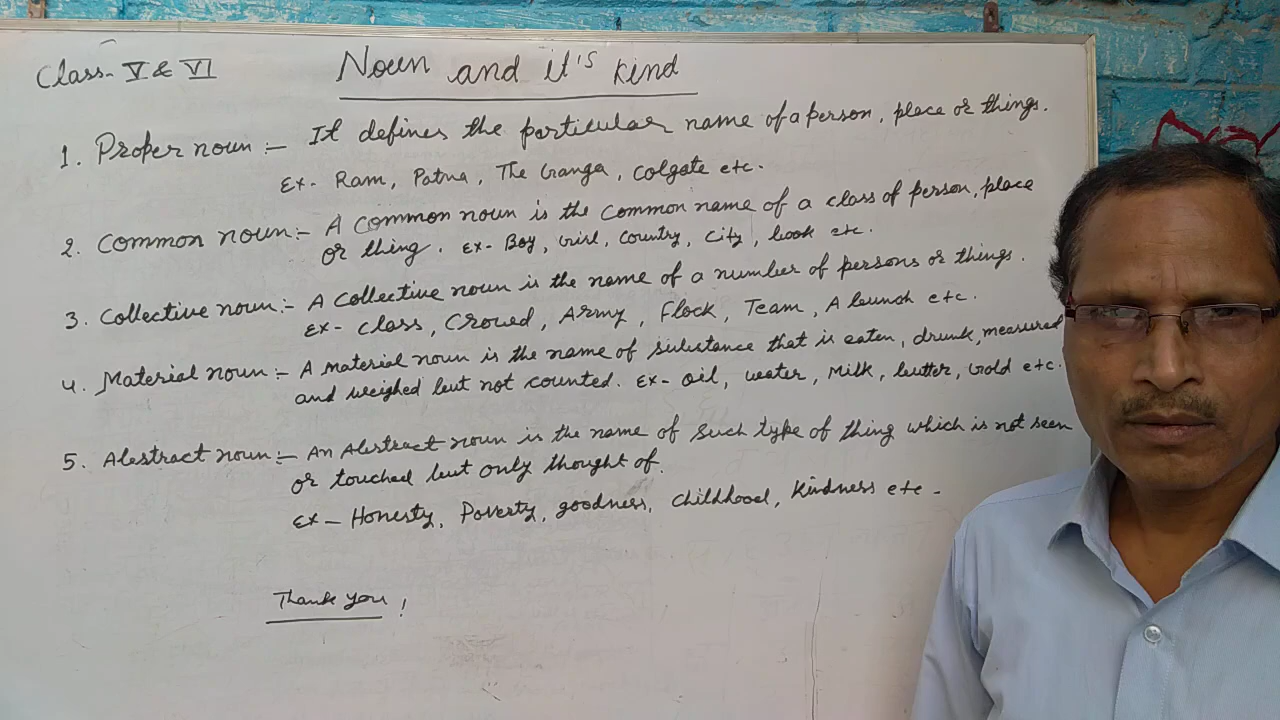 Class- V & VI
Noun and it's kind
1. Proper noun :- It defines the particular name of a person, place or things.
Ex- Ram, Patna, The Ganga, Colgate etc.
2. Common noun:- A common noun is the common name of a class of person, place
or thing. Ex- Boy, Girl, Country, City, book etc.
3. Collective noun:- A collective noun is the name of a number of persons or things.
Ex- Class, Crowd, Army, Flock, Team, A bunch etc.
4. Material noun :- A material noun is the name of substance that is eaten, drunk, measured
and weighed but not counted. Ex- oil, water, Milk, butter, Gold etc.
5. Abstract noun:- An Abstract noun is the name of such type of thing which is not seen
or touched but only thought of.
Ex- Honesty, Poverty, goodness, childhood, kindness etc -
Thank you !